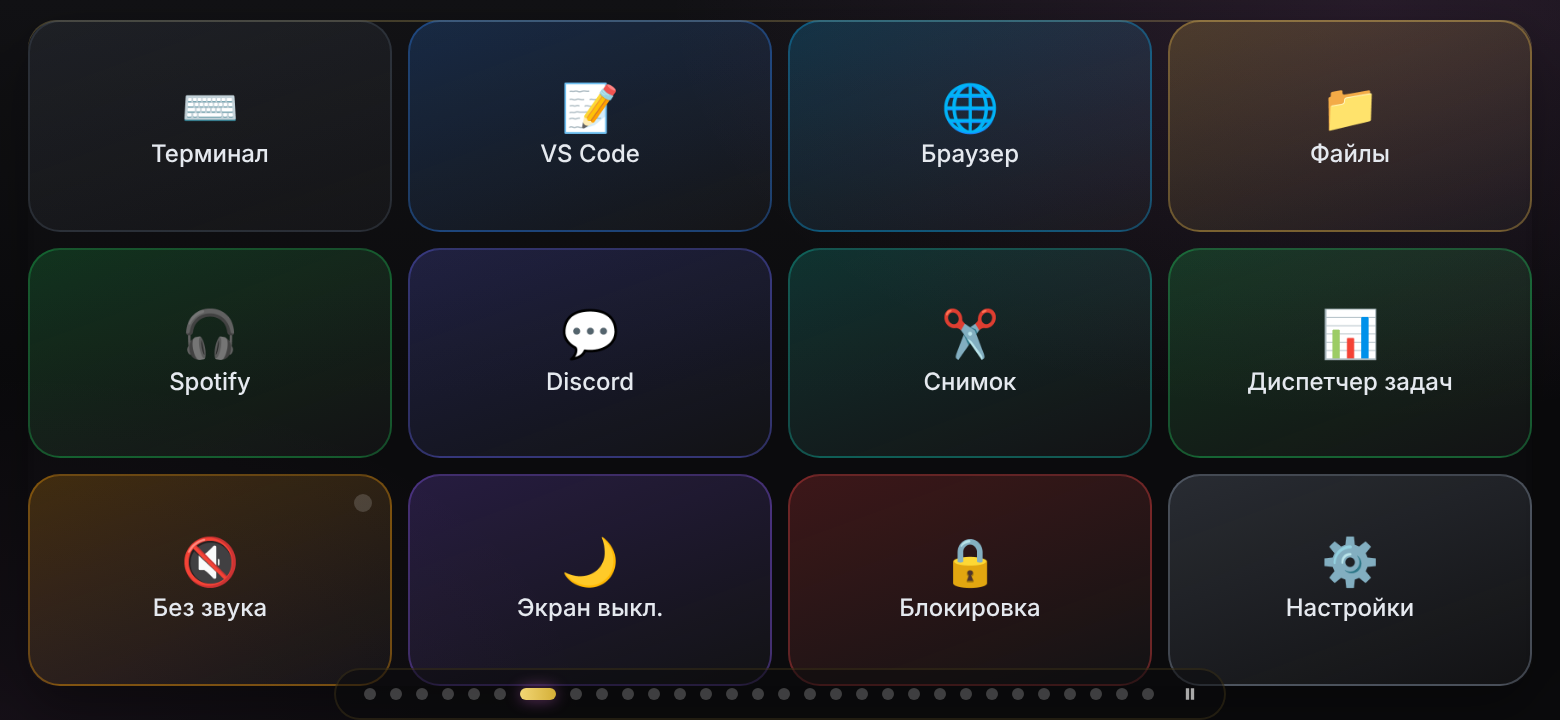 Терминал
VS Code
Браузер
Файлы
Spotify
Discord
Снимок
Диспетчер задач
Без звука
Экран выкл.
Блокировка
Настройки